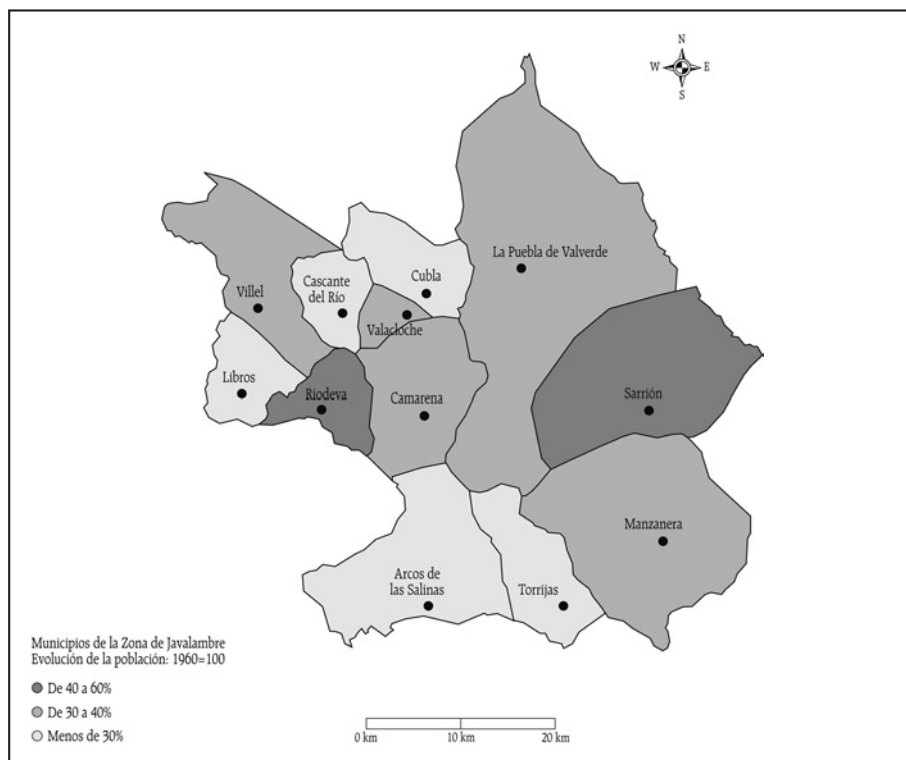 N
W E
S
La Puebla de Valverde
Cubla
Cascante
del Río
Villel
Valacloche
Libros
Riodeva
Camarena
Sarrión
Manzanera
Arcos de
las Salinas
Torrijas
Municipios de la Zona de Javalambre
Evolución de la población: 1960=100
De 40 a 60%
De 30 a 40%
Menos de 30%
0 km 10 km 20 km